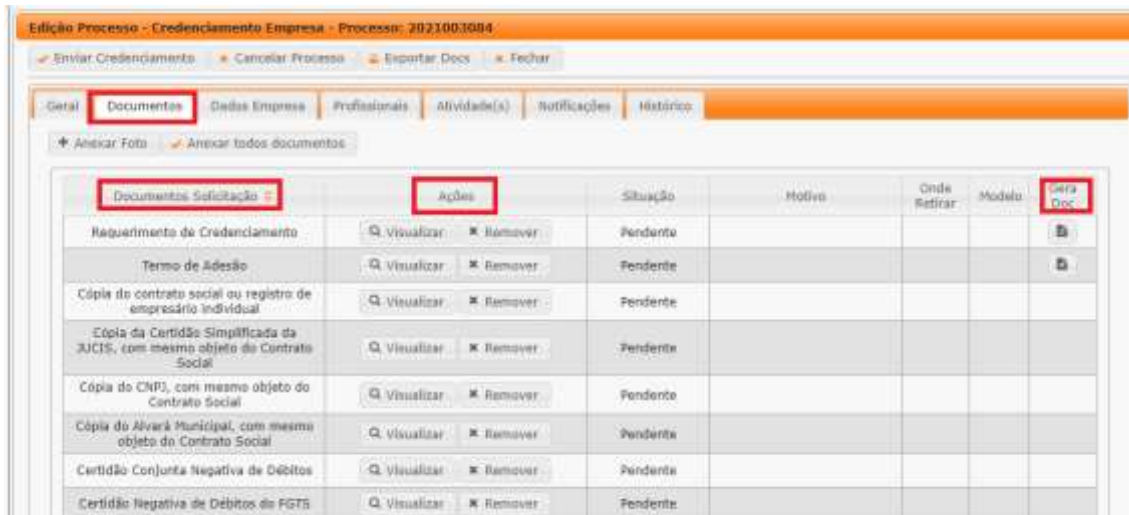 Edição Processo - Credenciamento Empresa - Processo: 2021003084
Enviar Credenciamento Cancelar Processo Exportar Docs Fechar
Geral Documentos Dados Empresa Profissionais Atividade(s) Notificações Histórico
Anexar Foto Anexar todos documentos
Documentos Solicitação Ações Situação Motivo Onde Retirar Modelo Gera Doc
Requerimento de Credenciamento Visualizar Remover Pendente
Termo de Adesão Visualizar Remover Pendente
Cópia do contrato social ou registro de
empresário individual Visualizar Remover Pendente
Cópia da Certidão Simplificada da
JUCIS, com mesmo objeto do Contrato
Social Visualizar Remover Pendente
Cópia do CNPJ, com mesmo objeto do
Contrato Social Visualizar Remover Pendente
Cópia do Alvará Municipal, com mesmo
objeto do Contrato Social Visualizar Remover Pendente
Certidão Conjunta Negativa de Débitos Visualizar Remover Pendente
Certidão Negativa de Débitos do FGTS Visualizar Remover Pendente